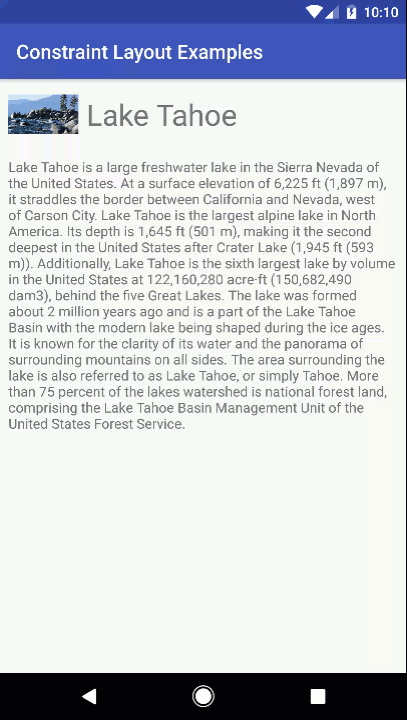 10:10
Constraint Layout Examples
Lake Tahoe
Lake Tahoe is a large freshwater lake in the Sierra Nevada of
the United States. At a surface elevation of 6,225 ft (1,897 m),
it straddles the border between California and Nevada, west
of Carson City. Lake Tahoe is the largest alpine lake in North
America. Its depth is 1,645 ft (501 m), making it the second
deepest in the United States after Crater Lake (1,945 ft (593
m)). Additionally, Lake Tahoe is the sixth largest lake by volume
in the United States at 122,160,280 acre-ft (150,682,490
dam3), behind the five Great Lakes. The lake was formed
about 2 million years ago and is a part of the Lake Tahoe
Basin with the modern lake being shaped during the ice ages.
It is known for the clarity of its water and the panorama of
surrounding mountains on all sides. The area surrounding the
lake is also referred to as Lake Tahoe, or simply Tahoe. More
than 75 percent of the lakes watershed is national forest land,
comprising the Lake Tahoe Basin Management Unit of the
United States Forest Service.